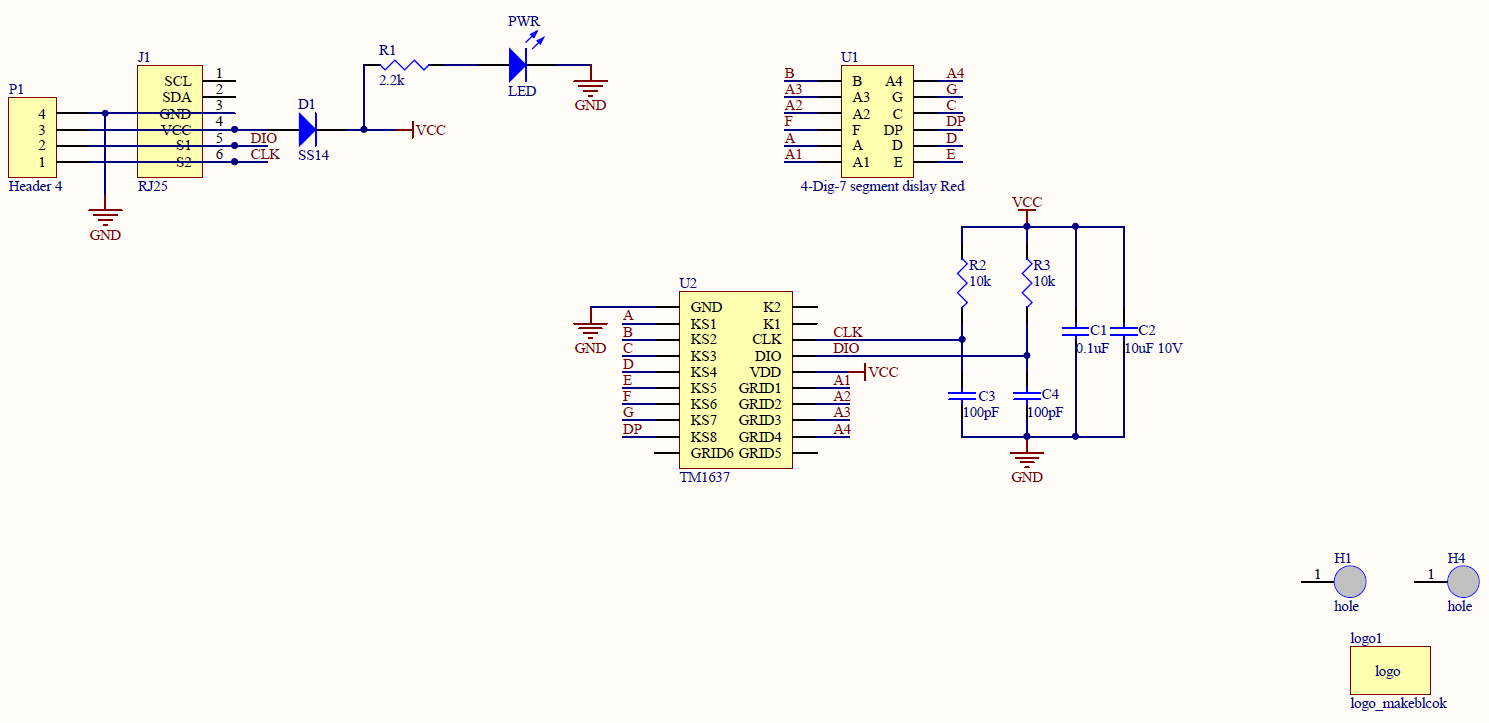 P1
4
3
2
1
Header 4
J1
SCL 1
SDA 2
GND 3
VCC 4
S1 5
S2 6
RJ25
DIO
CLK
GND
D1
SS14
VCC
R1
2.2k
PWR
LED
GND
U1
B B A4 A4
A3 A3 G G
A2 A2 C C
F F DP DP
A A D D
A1 A1 E E
4-Dig-7 segment dislay Red
U2
GND K2
A KS1 K1
B KS2 CLK CLK
C KS3 DIO DIO
D KS4 VDD VCC
E KS5 GRID1 A1
F KS6 GRID2 A2
G KS7 GRID3 A3
DP KS8 GRID4 A4
GRID6 GRID5
TM1637
GND
VCC
R2
10k
R3
10k
C1
0.1uF
C2
10uF 10V
C3
100pF
C4
100pF
GND
H1
1
hole
H4
1
hole
logo1
logo
logo_makeblcok